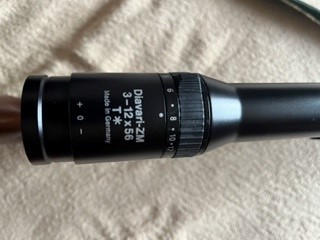 + 0 -
Diavari-ZM
3-12x56
T*
Made in Germany
6 • 8 • 10 • 12